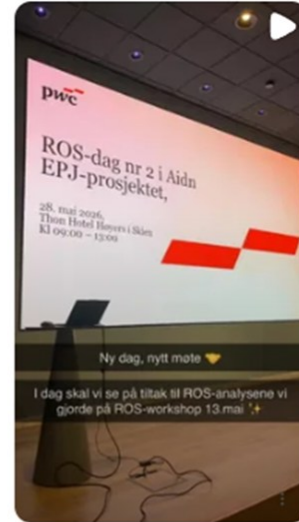 pwc
ROS-dag nr 2 i Aidn
EPJ-prosjektet,
28. mai 2026,
Thon Hotel Høyers i Skien
Kl 09:00 – 13:00
Ny dag, nytt møte 🤝
I dag skal vi se på tiltak til ROS-analysene vi
gjorde på ROS-workshop 13.mai ✨